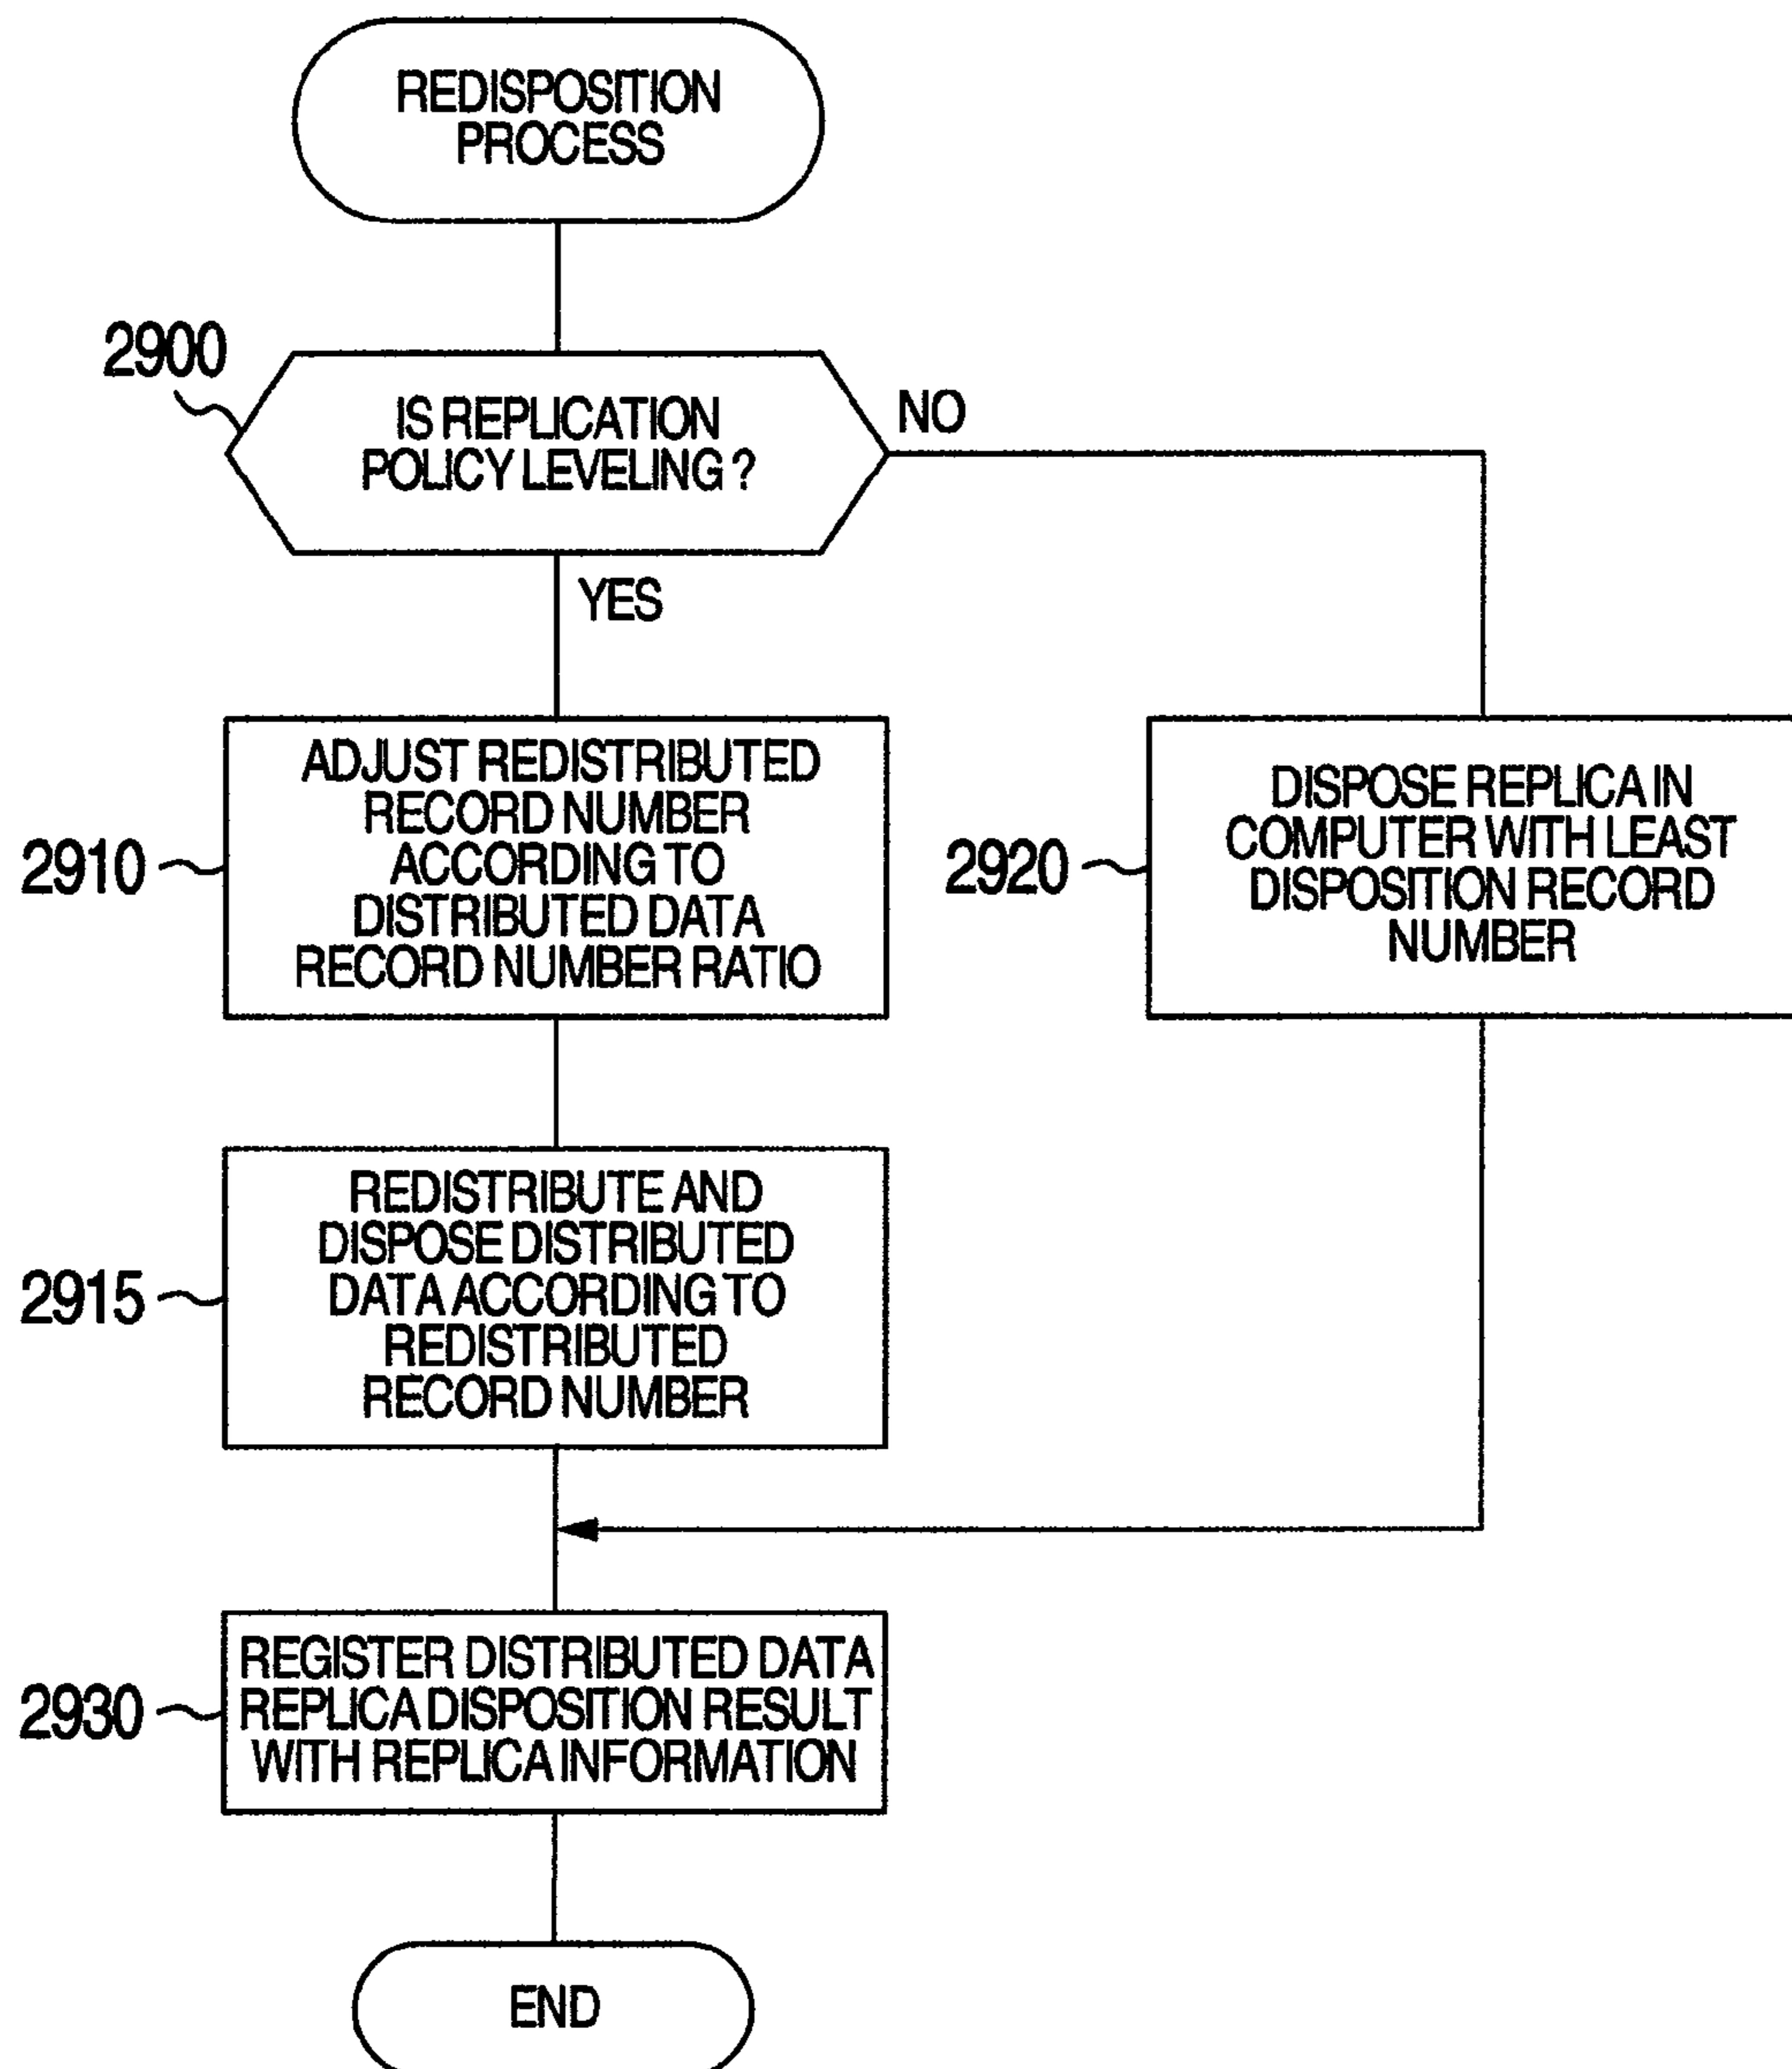 REDISPOSITION
PROCESS
2900
IS REPLICATION
POLICY LEVELING ?
NO
YES
2910
ADJUST REDISTRIBUTED
RECORD NUMBER
ACCORDING TO
DISTRIBUTED DATA
RECORD NUMBER RATIO
2920
DISPOSE REPLICA IN
COMPUTER WITH LEAST
DISPOSITION RECORD
NUMBER
2915
REDISTRIBUTE AND
DISPOSE DISTRIBUTED
DATA ACCORDING TO
REDISTRIBUTED
RECORD NUMBER
2930
REGISTER DISTRIBUTED DATA
REPLICA DISPOSITION RESULT
WITH REPLICA INFORMATION
END